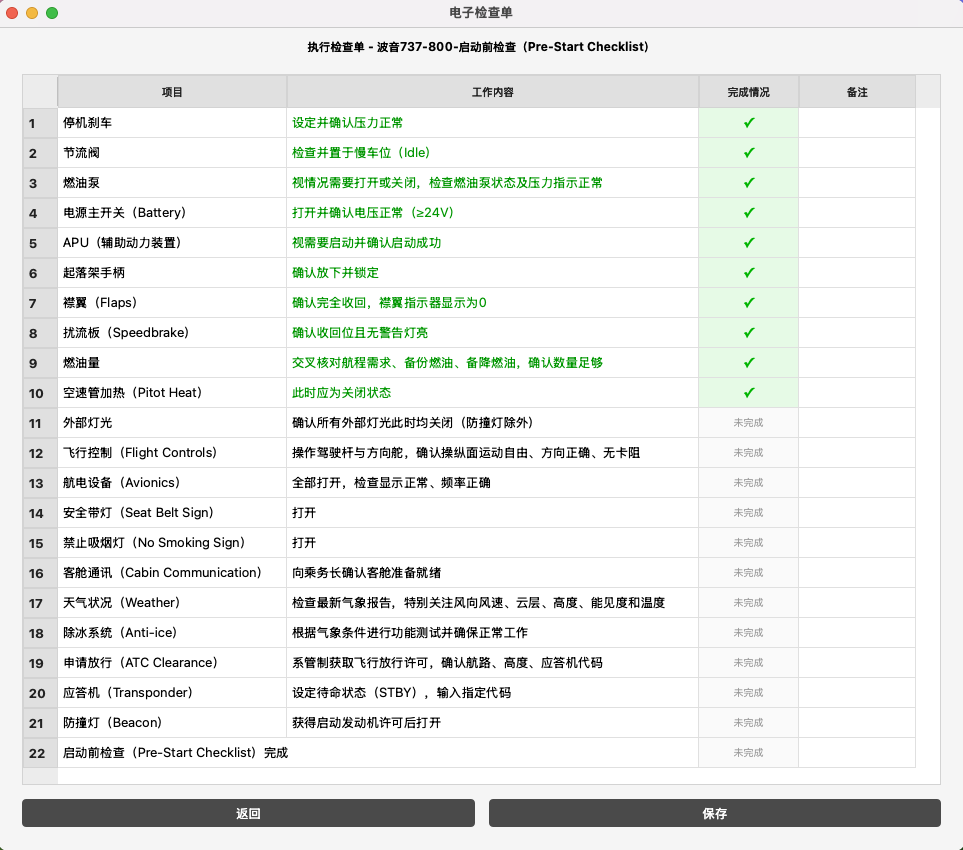 电子检查单
执行检查单 - 波音737-800-启动前检查（Pre-Start Checklist）
项目 工作内容 完成情况 备注
1 停机刹车 设定并确认压力正常 ✓
2 节流阀 检查并置于慢车位（Idle） ✓
3 燃油泵 视情况需要打开或关闭，检查燃油泵状态及压力指示正常 ✓
4 电源主开关（Battery） 打开并确认电压正常（≥24V） ✓
5 APU（辅助动力装置） 视需要启动并确认启动成功 ✓
6 起落架手柄 确认放下并锁定 ✓
7 襟翼（Flaps） 确认完全收回，襟翼指示器显示为0 ✓
8 扰流板（Speedbrake） 确认收回位且无警告灯亮 ✓
9 燃油量 交叉核对航程需求、备份燃油、备降燃油，确认数量足够 ✓
10 空速管加热（Pitot Heat） 此时应为关闭状态 ✓
11 外部灯光 确认所有外部灯光此时均关闭（防撞灯除外） 未完成
12 飞行控制（Flight Controls） 操作驾驶杆与方向舵，确认操纵面运动自由、方向正确、无卡阻 未完成
13 航电设备（Avionics） 全部打开，检查显示正常、频率正确 未完成
14 安全带灯（Seat Belt Sign） 打开 未完成
15 禁止吸烟灯（No Smoking Sign） 打开 未完成
16 客舱通讯（Cabin Communication） 向乘务长确认客舱准备就绪 未完成
17 天气状况（Weather） 检查最新气象报告，特别关注风向风速、云层、高度、能见度和温度 未完成
18 除冰系统（Anti-ice） 根据气象条件进行功能测试并确保正常工作 未完成
19 申请放行（ATC Clearance） 系管制获取飞行放行许可，确认航路、高度、应答机代码 未完成
20 应答机（Transponder） 设定待命状态（STBY），输入指定代码 未完成
21 防撞灯（Beacon） 获得启动发动机许可后打开 未完成
22 启动前检查（Pre-Start Checklist）完成 未完成
返回 保存